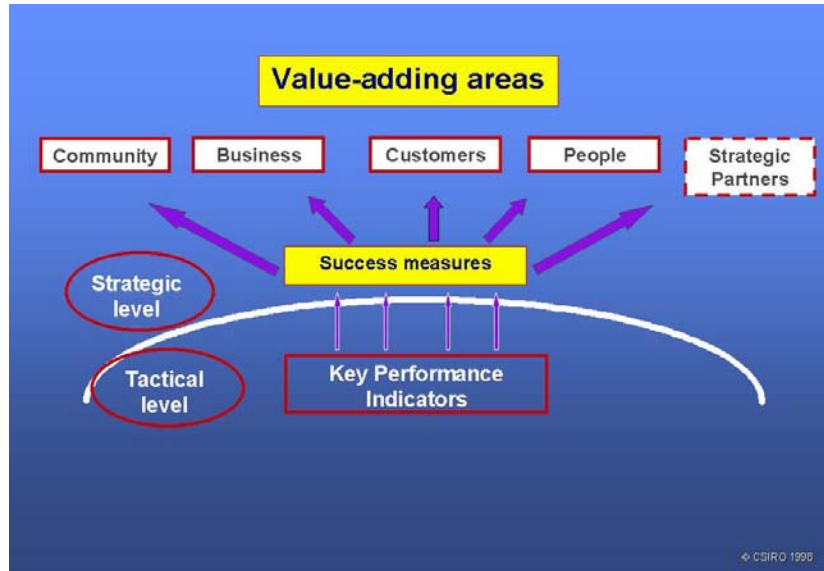 Value-adding areas
Community
Business
Customers
People
Strategic
Partners
Success measures
Strategic
level
Tactical
level
Key Performance
Indicators
© CSIRO 1998